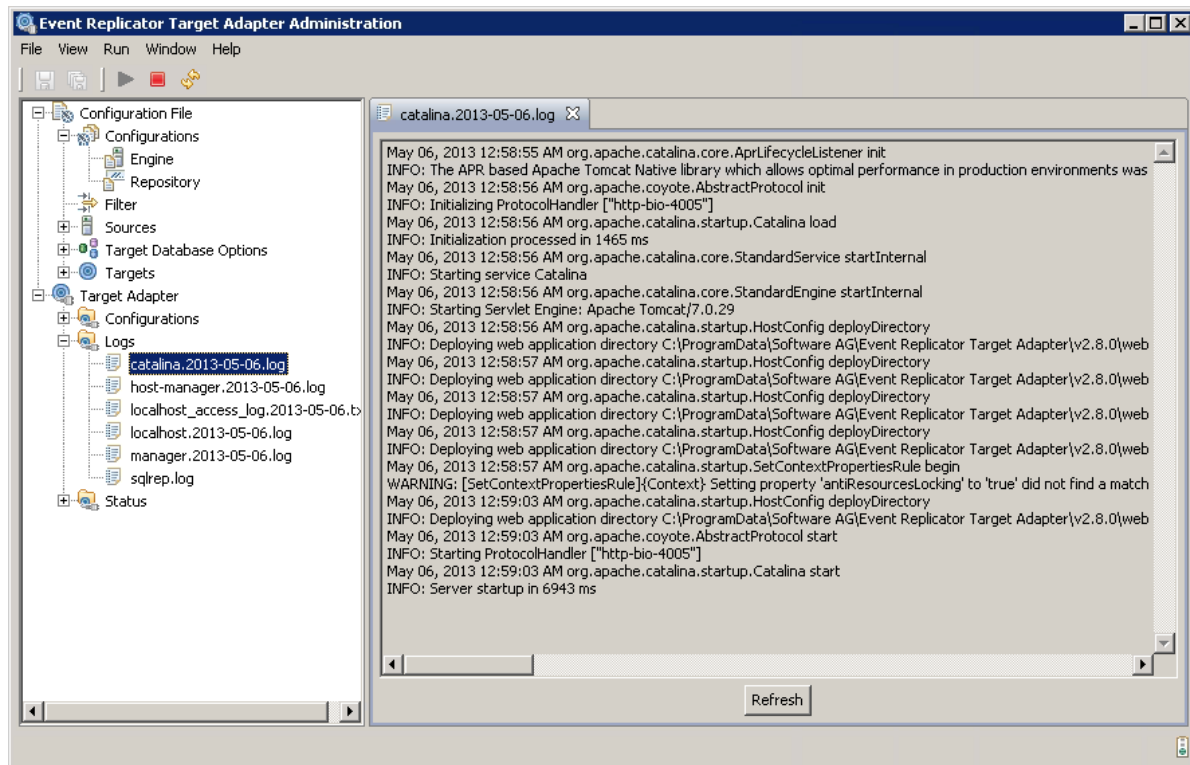 Event Replicator Target Adapter Administration
File View Run Window Help
Configuration File
Configurations
Engine
Repository
Filter
Sources
Target Database Options
Targets
Target Adapter
Configurations
Logs
catalina.2013-05-06.log
host-manager.2013-05-06.log
localhost_access_log.2013-05-06.tx
localhost.2013-05-06.log
manager.2013-05-06.log
sqlrep.log
Status
catalina.2013-05-06.log
May 06, 2013 12:58:55 AM org.apache.catalina.core.AprLifecycleListener init
INFO: The APR based Apache Tomcat Native library which allows optimal performance in production environments was
May 06, 2013 12:58:56 AM org.apache.coyote.AbstractProtocol init
INFO: Initializing ProtocolHandler ["http-bio-4005"]
May 06, 2013 12:58:56 AM org.apache.catalina.startup.Catalina load
INFO: Initialization processed in 1465 ms
May 06, 2013 12:58:56 AM org.apache.catalina.core.StandardService startInternal
INFO: Starting service Catalina
May 06, 2013 12:58:56 AM org.apache.catalina.core.StandardEngine startInternal
INFO: Starting Servlet Engine: Apache Tomcat/7.0.29
May 06, 2013 12:58:56 AM org.apache.catalina.startup.HostConfig deployDirectory
INFO: Deploying web application directory C:\ProgramData\Software AG\Event Replicator Target Adapter\v2.8.0\web
May 06, 2013 12:58:57 AM org.apache.catalina.startup.HostConfig deployDirectory
INFO: Deploying web application directory C:\ProgramData\Software AG\Event Replicator Target Adapter\v2.8.0\web
May 06, 2013 12:58:57 AM org.apache.catalina.startup.HostConfig deployDirectory
INFO: Deploying web application directory C:\ProgramData\Software AG\Event Replicator Target Adapter\v2.8.0\web
May 06, 2013 12:58:57 AM org.apache.catalina.startup.HostConfig deployDirectory
INFO: Deploying web application directory C:\ProgramData\Software AG\Event Replicator Target Adapter\v2.8.0\web
May 06, 2013 12:58:57 AM org.apache.catalina.startup.SetContextPropertiesRule begin
WARNING: [SetContextPropertiesRule]{Context} Setting property 'antiResourcesLocking' to 'true' did not find a match
May 06, 2013 12:59:03 AM org.apache.catalina.startup.HostConfig deployDirectory
INFO: Deploying web application directory C:\ProgramData\Software AG\Event Replicator Target Adapter\v2.8.0\web
May 06, 2013 12:59:03 AM org.apache.coyote.AbstractProtocol start
INFO: Starting ProtocolHandler ["http-bio-4005"]
May 06, 2013 12:59:03 AM org.apache.catalina.startup.Catalina start
INFO: Server startup in 6943 ms
Refresh